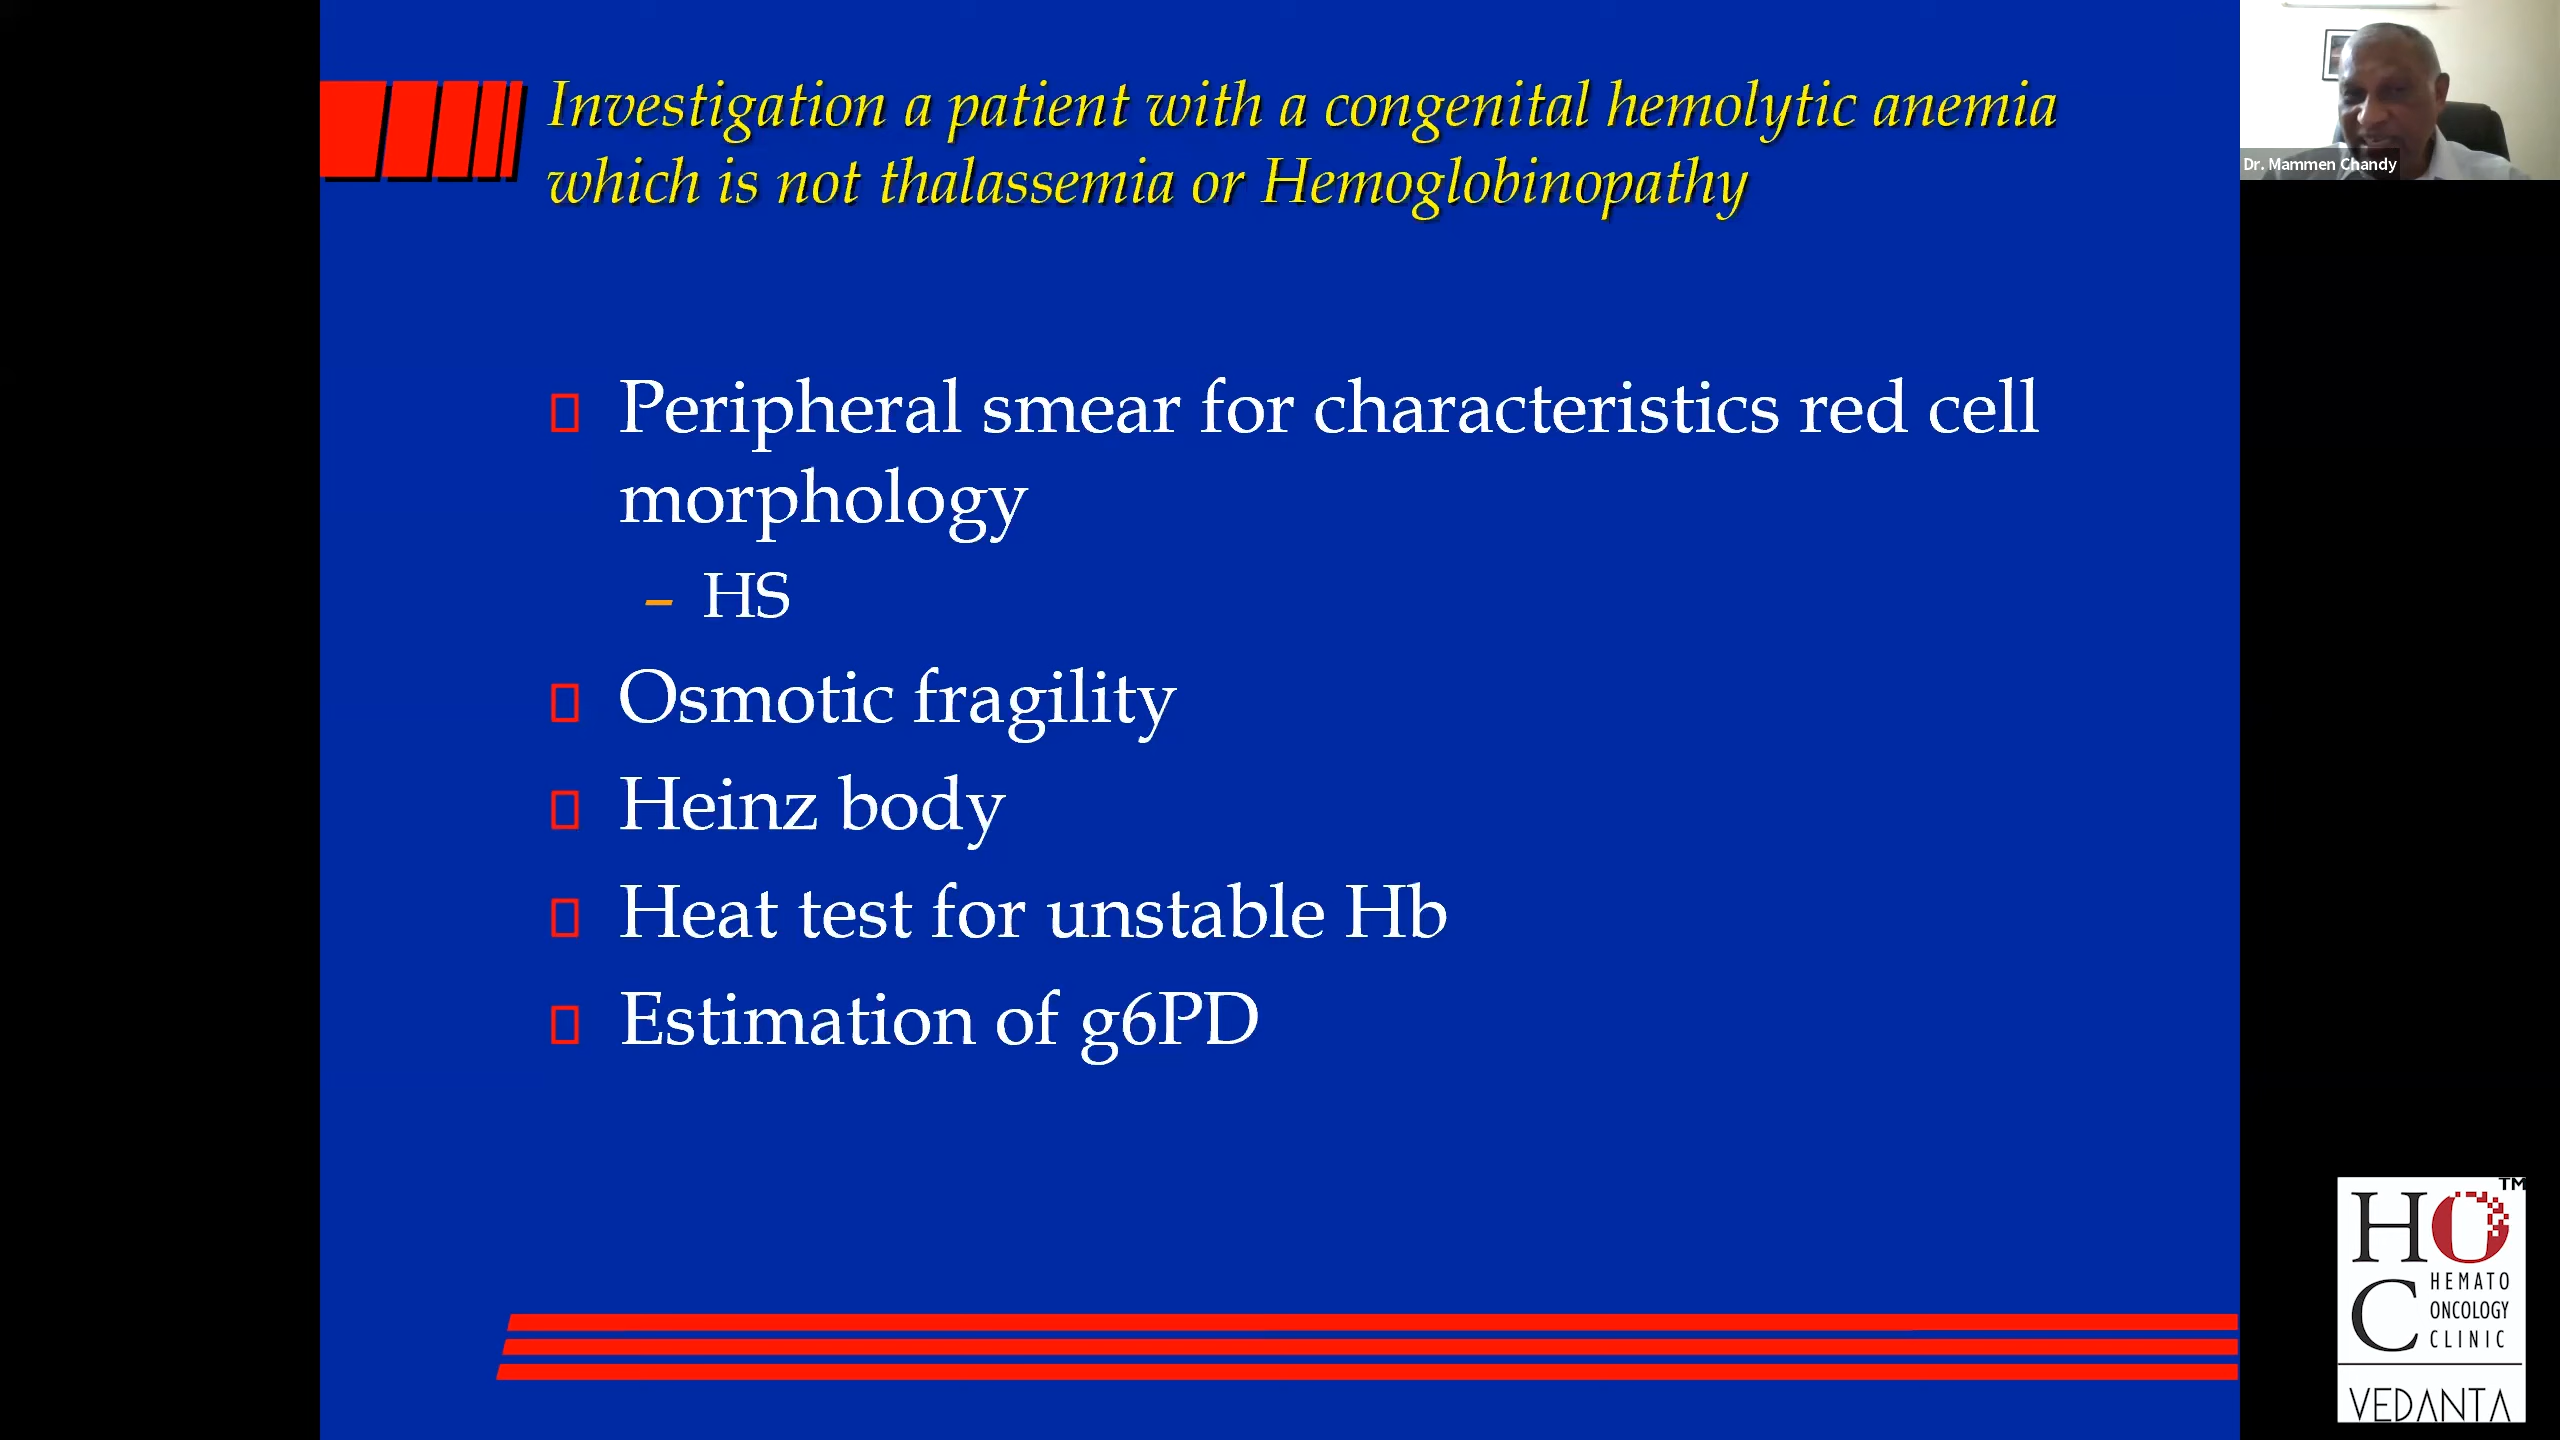 Investigation a patient with a congenital hemolytic anemia
which is not thalassemia or Hemoglobinopathy
Dr. Mammen Chandy
Peripheral smear for characteristics red cell
morphology
– HS
Osmotic fragility
Heinz body
Heat test for unstable Hb
Estimation of g6PD
HO™
C
HEMATO
ONCOLOGY
CLINIC
VEDANTA